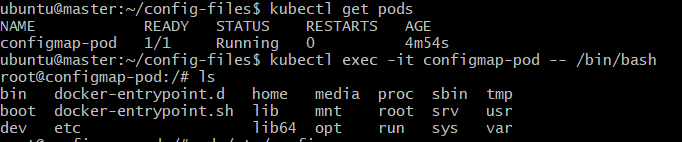 ubuntu@master:~/config-files$ kubectl get pods
NAME READY STATUS RESTARTS AGE
configmap-pod 1/1 Running 0 4m54s
ubuntu@master:~/config-files$ kubectl exec -it configmap-pod -- /bin/bash
root@configmap-pod:/# ls
bin docker-entrypoint.d home media proc sbin tmp
boot docker-entrypoint.sh lib mnt root srv usr
dev etc lib64 opt run sys var